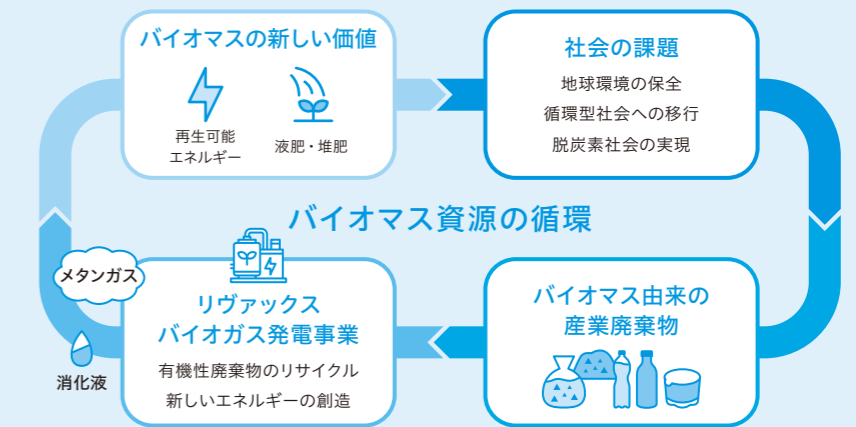 バイオマスの新しい価値
再生可能
エネルギー
液肥・堆肥
社会の課題
地球環境の保全
循環型社会への移行
脱炭素社会の実現
バイオマス資源の循環
メタンガス
消化液
リヴァックス
バイオガス発電事業
有機性廃棄物のリサイクル
新しいエネルギーの創造
バイオマス由来の
産業廃棄物